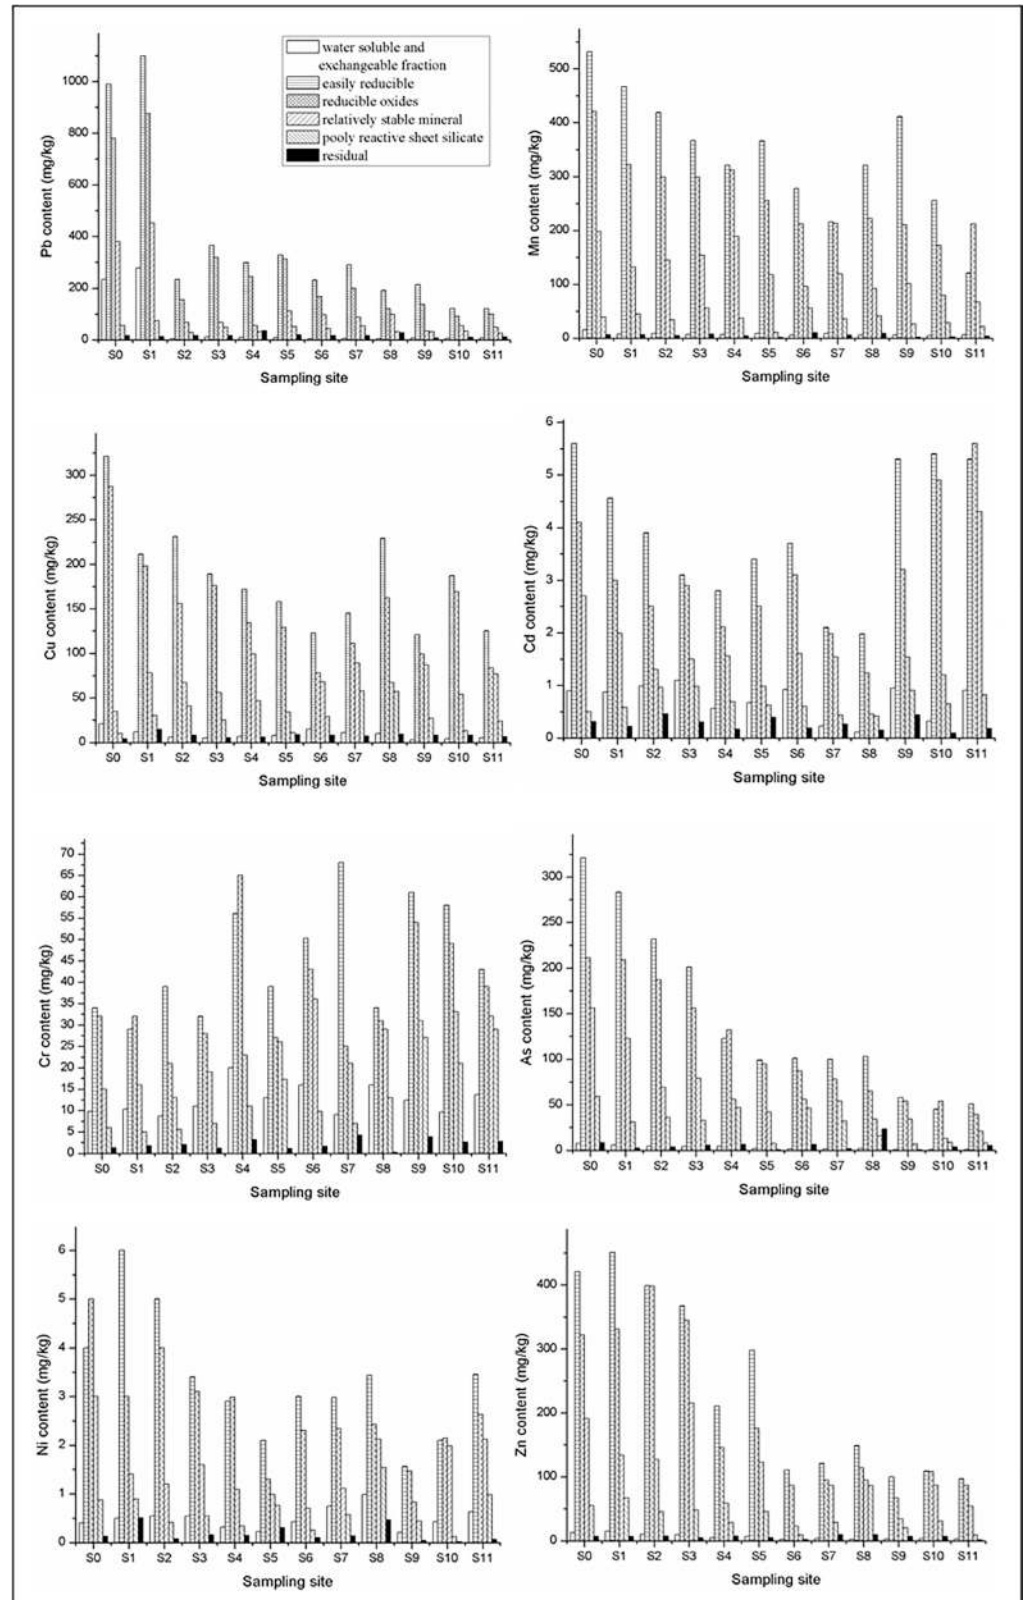 water soluble and
exchangeable fraction
easily reducible
reducible oxides
relatively stable mineral
pooly reactive sheet silicate
residual
Pb content (mg/kg)
1000
800
600
400
200
0
S0 S1 S2 S3 S4 S5 S6 S7 S8 S9 S10 S11
Sampling site
Mn content (mg/kg)
500
400
300
200
100
0
S0 S1 S2 S3 S4 S5 S6 S7 S8 S9 S10 S11
Sampling site
Cu content (mg/kg)
300
250
200
150
100
50
0
S0 S1 S2 S3 S4 S5 S6 S7 S8 S9 S10 S11
Sampling site
Cd content (mg/kg)
6
5
4
3
2
1
0
S0 S1 S2 S3 S4 S5 S6 S7 S8 S9 S10 S11
Sampling site
Cr content (mg/kg)
70
65
60
55
50
45
40
35
30
25
20
15
10
5
0
S0 S1 S2 S3 S4 S5 S6 S7 S8 S9 S10 S11
Sampling site
As content (mg/kg)
300
250
200
150
100
50
0
S0 S1 S2 S3 S4 S5 S6 S7 S8 S9 S10 S11
Sampling site
Ni content (mg/kg)
6
5
4
3
2
1
0
S0 S1 S2 S3 S4 S5 S6 S7 S8 S9 S10 S11
Sampling site
Zn content (mg/kg)
400
300
200
100
0
S0 S1 S2 S3 S4 S5 S6 S7 S8 S9 S10 S11
Sampling site